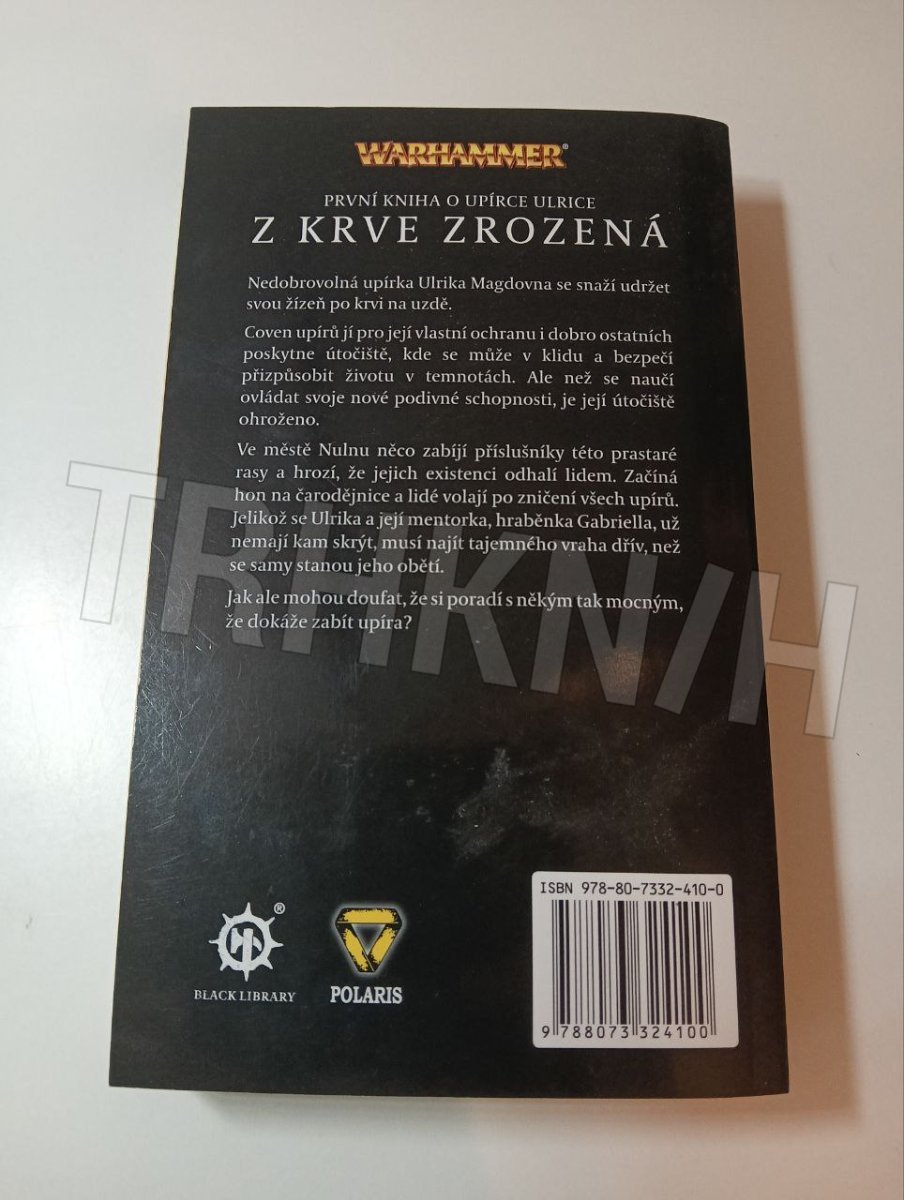 WARHAMMER®
PRVNÍ KNIHA O UPÍRCE ULRICE
Z KRVE ZROZENÁ
Nedobrovolná upírka Ulrika Magdovna se snaží udržet
svou žízeň po krvi na uzdě.
Coven upírů jí pro její vlastní ochranu i dobro ostatních
poskytne útočiště, kde se může v klidu a bezpečí
přizpůsobit životu v temnotách. Ale než se naučí
ovládat svoje nové podivné schopnosti, je její útočiště
ohroženo.
Ve městě Nulnu něco zabíjí příslušníky této prastaré
rasy a hrozí, že jejich existenci odhalí lidem. Začíná
hon na čarodějnice a lidé volají po zničení všech upírů.
Jelikož se Ulrika a její mentorka, hraběnka Gabriella, už
nemají kam skrýt, musí najít tajemného vraha dřív, než
se samy stanou jeho obětí.
Jak ale mohou doufat, že si poradí s někým tak mocným,
že dokáže zabít upíra?
TRHKNIH
ISBN 978-80-7332-410-0
9 788073 324100
®
BLACK LIBRARY
POLARIS